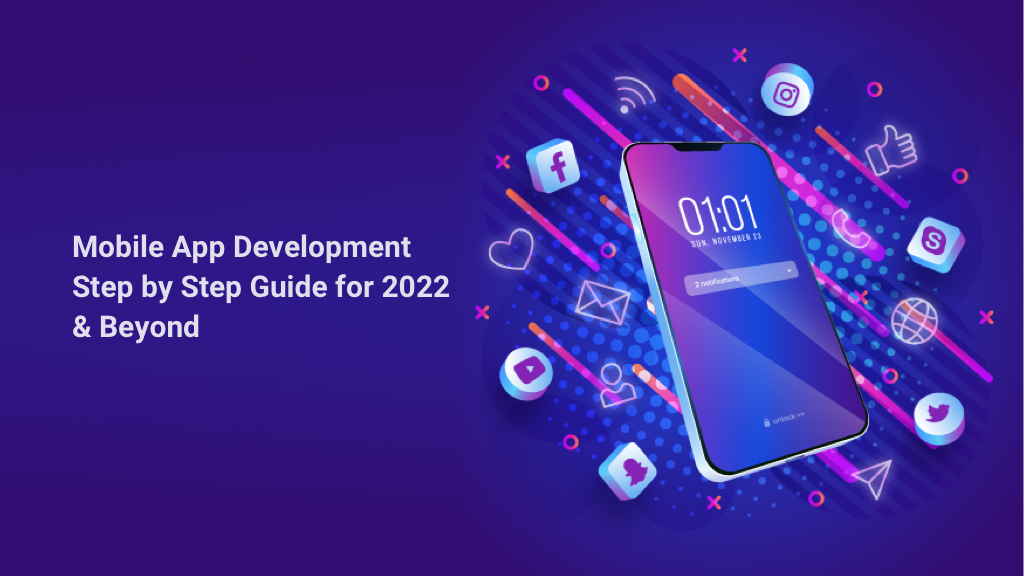 Mobile App Development
Step by Step Guide for 2022
& Beyond
01:01
SUN, NOVEMBER 23
2 notifications
unlock >>